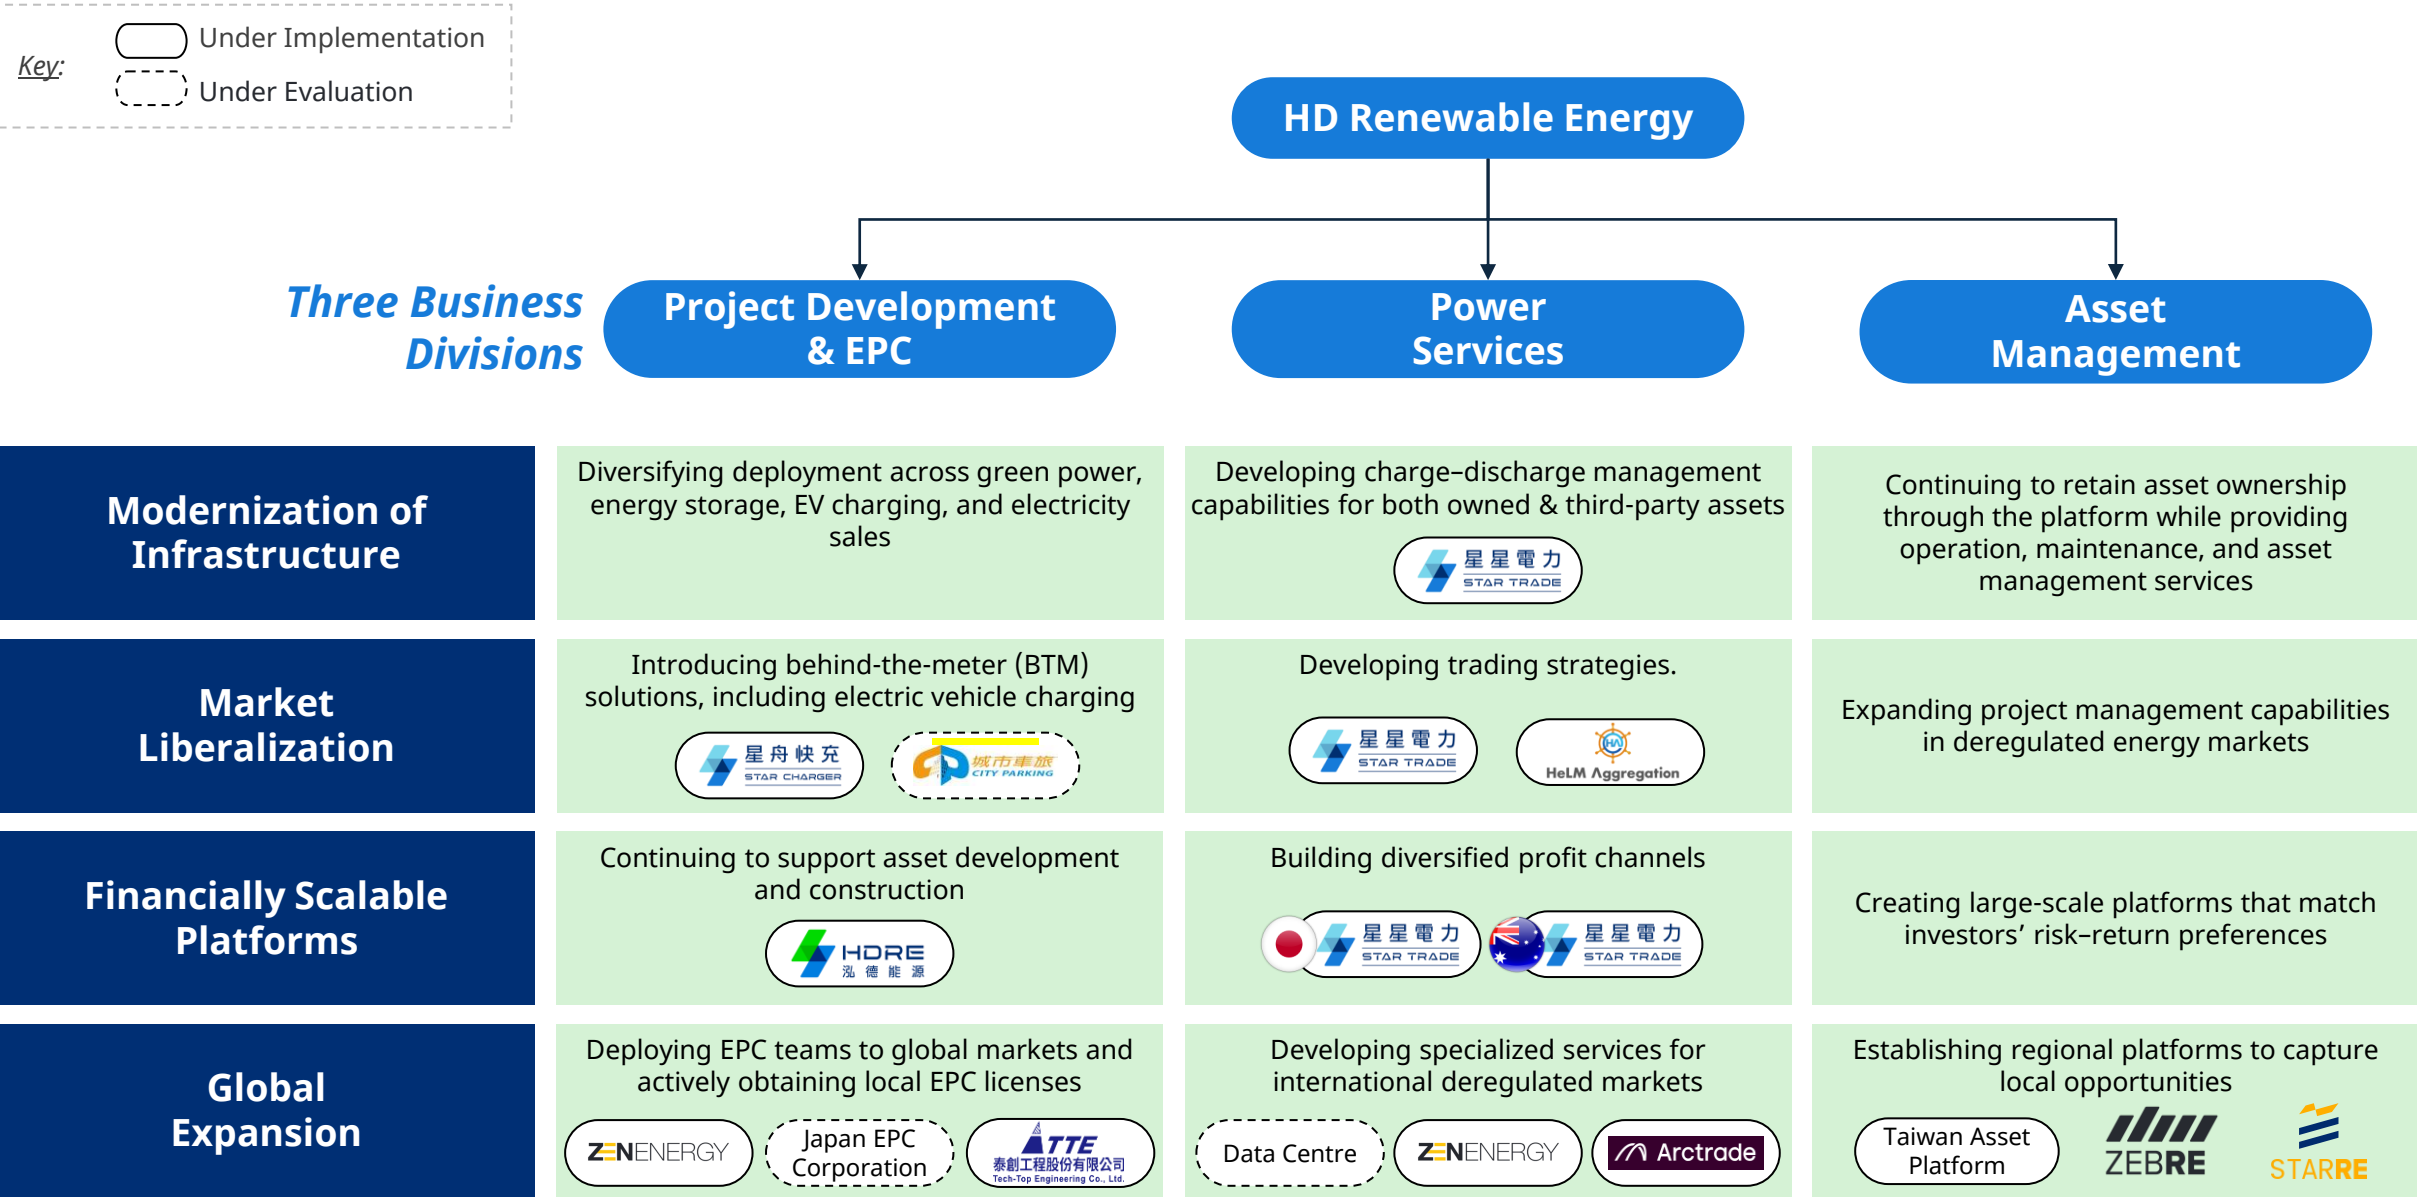 Key:
Under Implementation
Under Evaluation
HD Renewable Energy
Three Business
Divisions
Project Development
& EPC
Power
Services
Asset
Management
Modernization of
Infrastructure
Diversifying deployment across green power,
energy storage, EV charging, and electricity
sales
Developing charge–discharge management
capabilities for both owned & third-party assets
星星電力
STAR TRADE
Continuing to retain asset ownership
through the platform while providing
operation, maintenance, and asset
management services
Market
Liberalization
Introducing behind-the-meter (BTM)
solutions, including electric vehicle charging
星舟快充
STAR CHARGER
城市車旅
CITY PARKING
Developing trading strategies.
星星電力
STAR TRADE
HA
HeLM Aggregation
Expanding project management capabilities
in deregulated energy markets
Financially Scalable
Platforms
Continuing to support asset development
and construction
HDRE
泓德能源
Building diversified profit channels
星星電力
STAR TRADE
星星電力
STAR TRADE
Creating large-scale platforms that match
investors’ risk–return preferences
Global
Expansion
Deploying EPC teams to global markets and
actively obtaining local EPC licenses
ZENENERGY
Japan EPC
Corporation
TTE
泰創工程股份有限公司
Tech-Top Engineering Co., Ltd.
Developing specialized services for
international deregulated markets
Data Centre
ZENENERGY
Arctrade
Establishing regional platforms to capture
local opportunities
Taiwan Asset
Platform
ZEBRE
STARRE